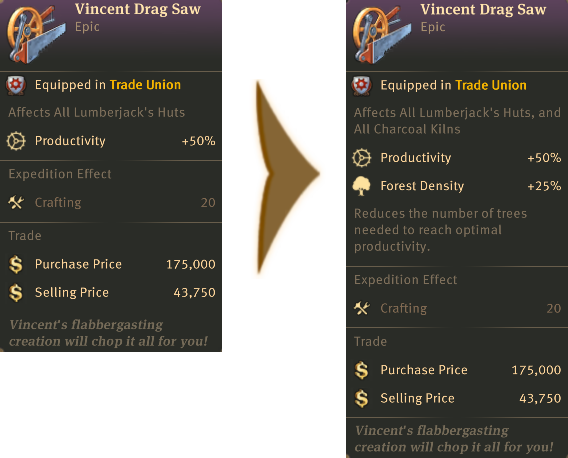 Vincent Drag Saw
Epic
Equipped in Trade Union
Affects All Lumberjack's Huts
Productivity +50%
Expedition Effect
Crafting 20
Trade
Purchase Price 175,000
Selling Price 43,750
Vincent's flabbergasting
creation will chop it all for you!
Vincent Drag Saw
Epic
Equipped in Trade Union
Affects All Lumberjack's Huts, and
All Charcoal Kilns
Productivity +50%
Forest Density +25%
Reduces the number of trees
needed to reach optimal
productivity.
Expedition Effect
Crafting 20
Trade
Purchase Price 175,000
Selling Price 43,750
Vincent's flabbergasting
creation will chop it all for you!